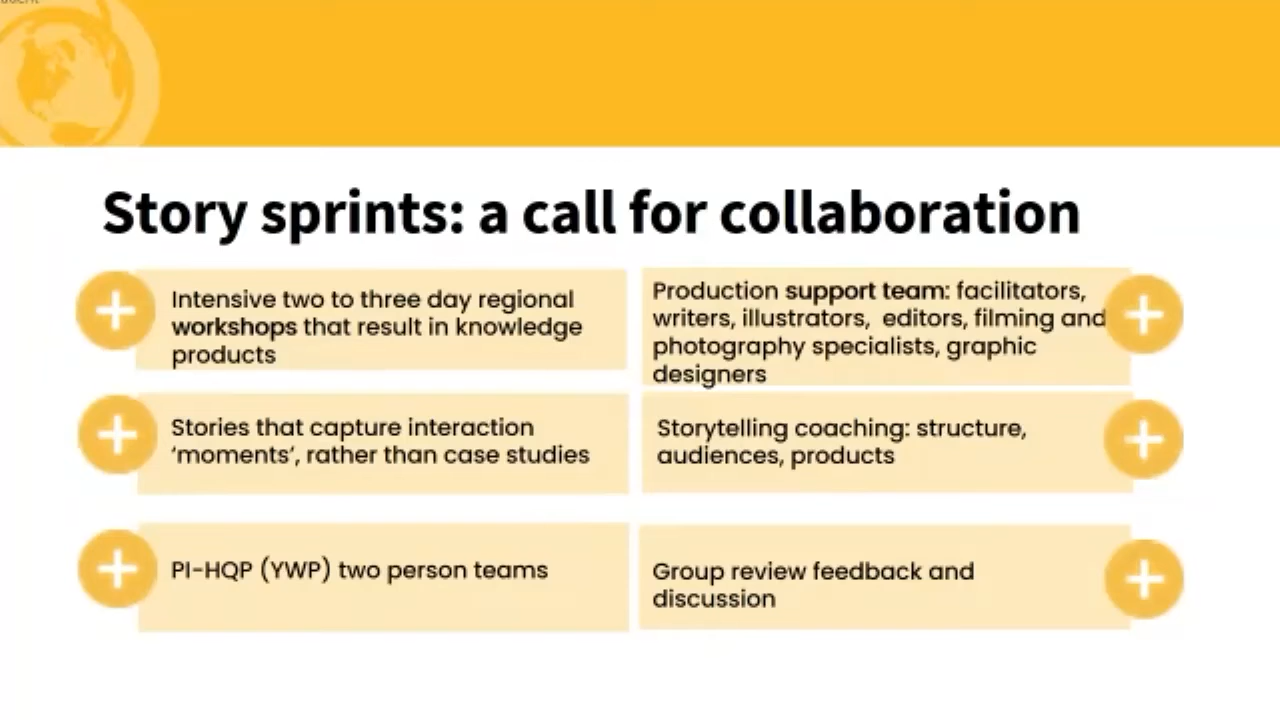 Story sprints: a call for collaboration
Intensive two to three day regional
workshops that result in knowledge
products
Production support team: facilitators,
writers, illustrators,  editors, filming and
photography specialists, graphic
designers
Stories that capture interaction
‘moments’, rather than case studies
Storytelling coaching: structure,
audiences, products
PI-HQP (YWP) two person teams
Group review feedback and
discussion